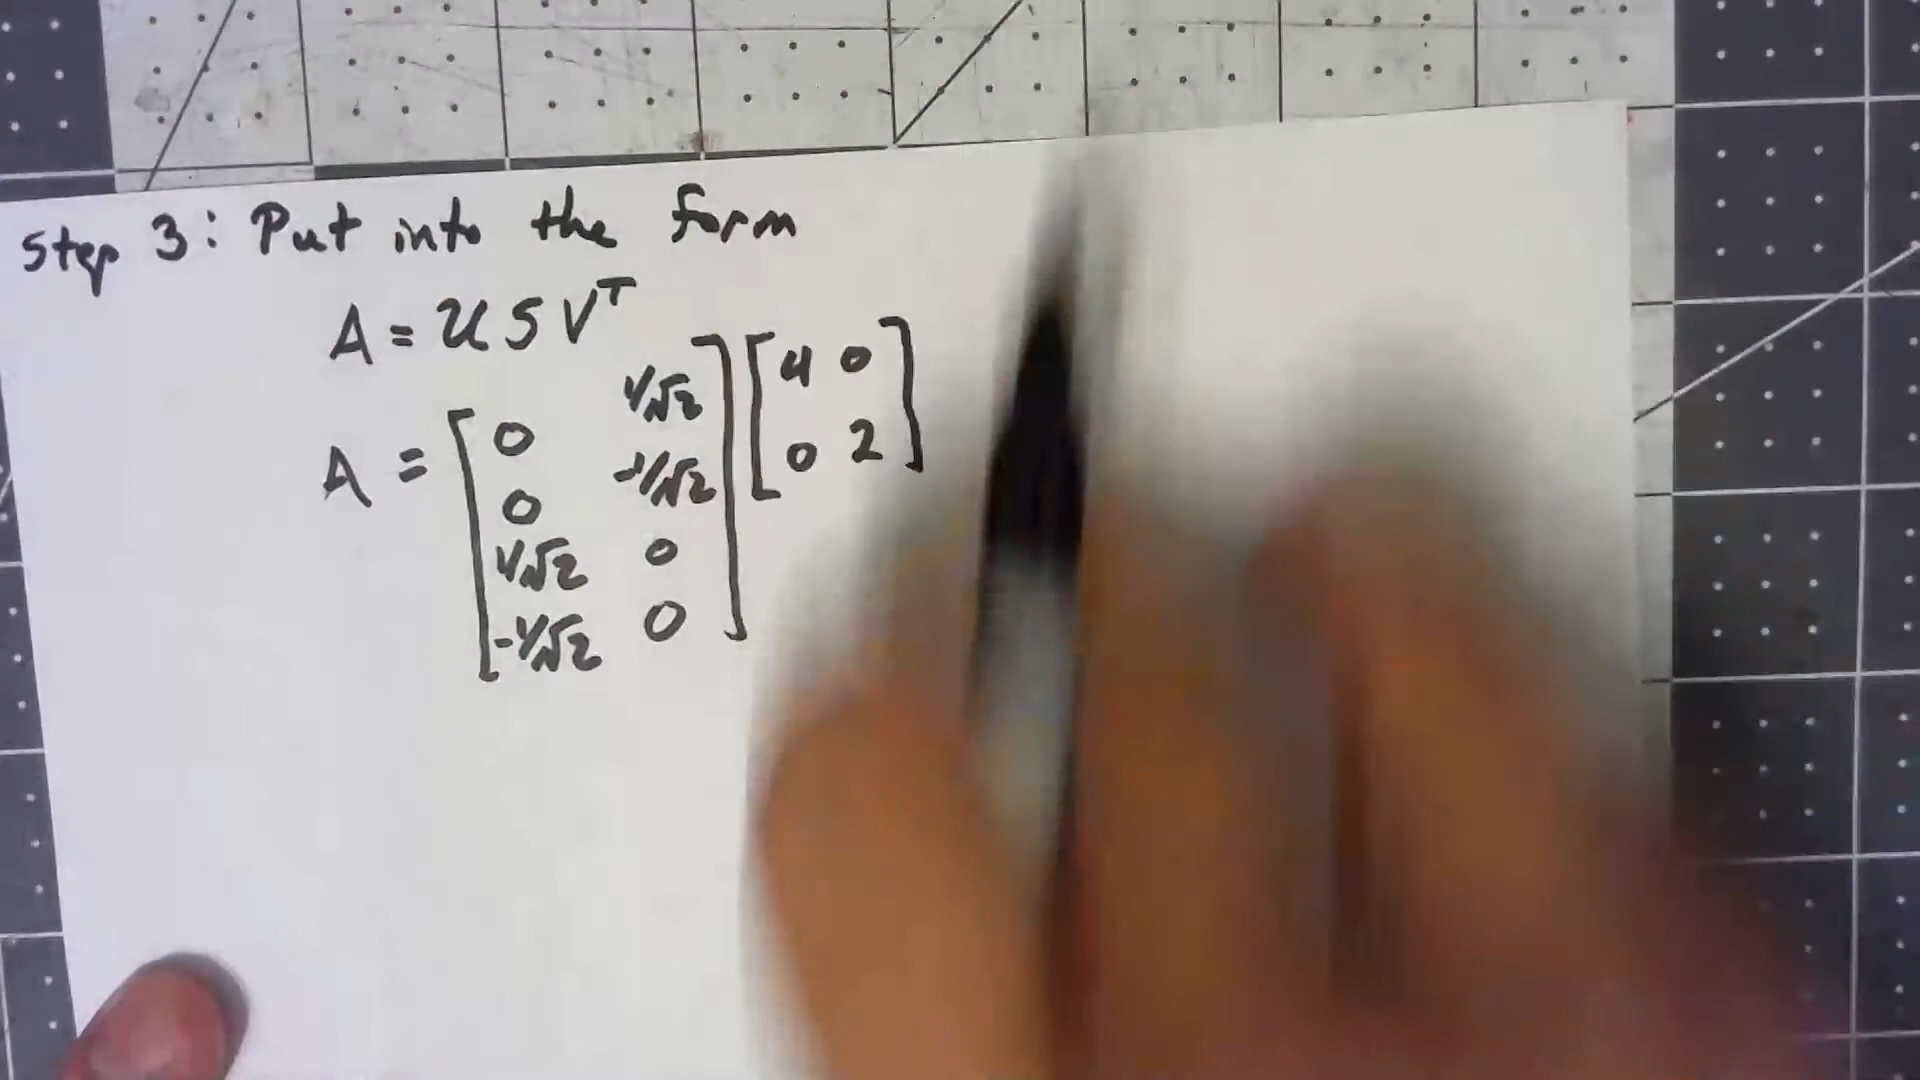 Step 3: Put into the form
A = U S V^T
A = [ 0 1/√2 ] [ 4 0 ]
0 -1/√2 0 2
1/√2 0
-1/√2 0